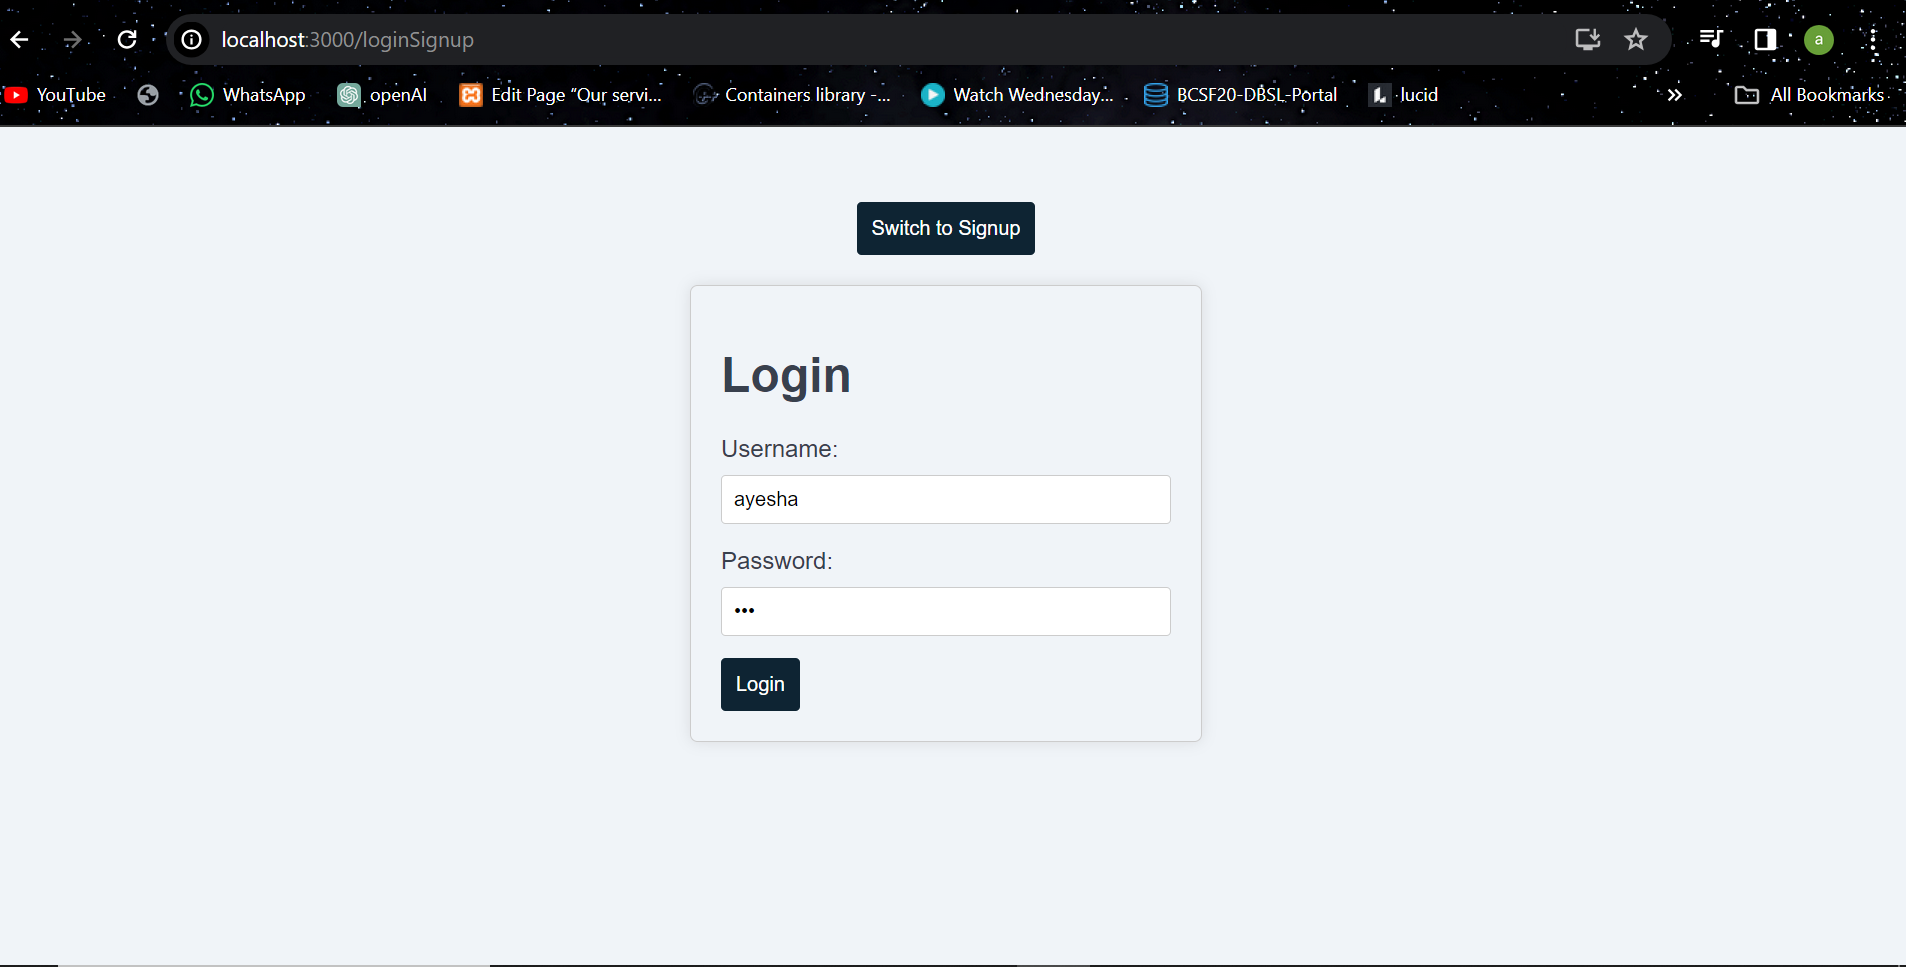 localhost:3000/loginSignup
a
YouTube WhatsApp openAI Edit Page “Our servi... Containers library -... Watch Wednesday... BCSF20-DBSL-Portal lucid » All Bookmarks
Switch to Signup
Login
Username:
ayesha
Password:
•••
Login